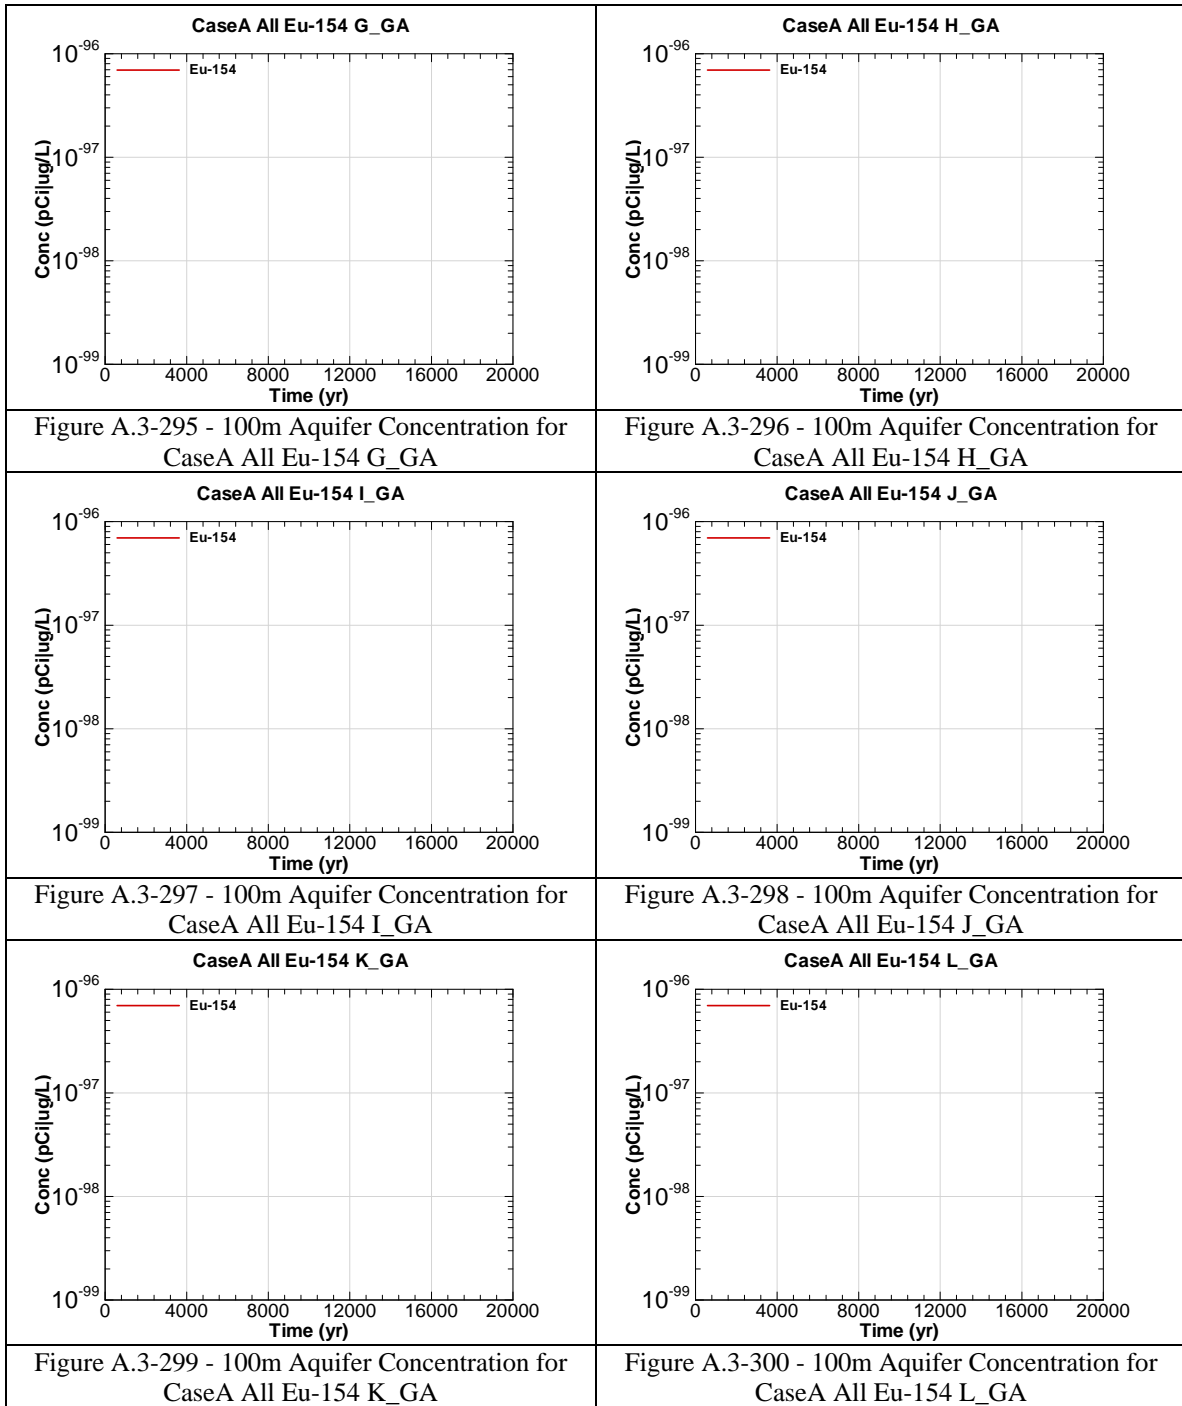 CaseA All Eu-154 G_GA
10-96
Eu-154
10-97
Conc (pCi|ug/L)
10-98
10-99
0 4000 8000 12000 16000 20000
Time (yr)
Figure A.3-295 - 100m Aquifer Concentration for
CaseA All Eu-154 G_GA
CaseA All Eu-154 H_GA
10-96
Eu-154
10-97
Conc (pCi|ug/L)
10-98
10-99
0 4000 8000 12000 16000 20000
Time (yr)
Figure A.3-296 - 100m Aquifer Concentration for
CaseA All Eu-154 H_GA
CaseA All Eu-154 I_GA
10-96
Eu-154
10-97
Conc (pCi|ug/L)
10-98
10-99
0 4000 8000 12000 16000 20000
Time (yr)
Figure A.3-297 - 100m Aquifer Concentration for
CaseA All Eu-154 I_GA
CaseA All Eu-154 J_GA
10-96
Eu-154
10-97
Conc (pCi|ug/L)
10-98
10-99
0 4000 8000 12000 16000 20000
Time (yr)
Figure A.3-298 - 100m Aquifer Concentration for
CaseA All Eu-154 J_GA
CaseA All Eu-154 K_GA
10-96
Eu-154
10-97
Conc (pCi|ug/L)
10-98
10-99
0 4000 8000 12000 16000 20000
Time (yr)
Figure A.3-299 - 100m Aquifer Concentration for
CaseA All Eu-154 K_GA
CaseA All Eu-154 L_GA
10-96
Eu-154
10-97
Conc (pCi|ug/L)
10-98
10-99
0 4000 8000 12000 16000 20000
Time (yr)
Figure A.3-300 - 100m Aquifer Concentration for
CaseA All Eu-154 L_GA